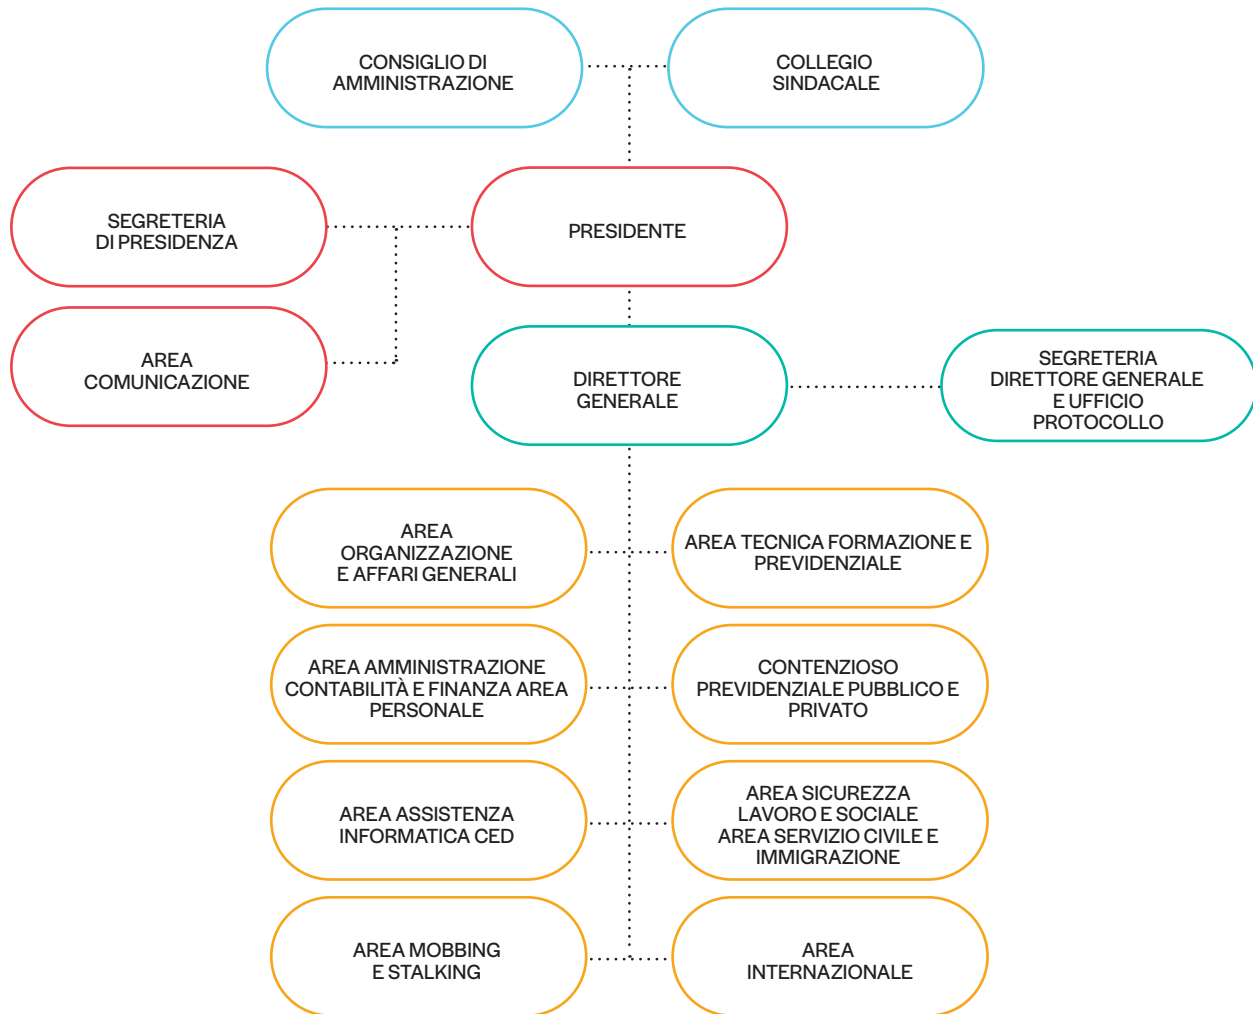 CONSIGLIO DI
AMMINISTRAZIONE
COLLEGIO
SINDACALE
SEGRETERIA
DI PRESIDENZA
PRESIDENTE
AREA
COMUNICAZIONE
DIRETTORE
GENERALE
SEGRETERIA
DIRETTORE GENERALE
E UFFICIO
PROTOCOLLO
AREA
ORGANIZZAZIONE
E AFFARI GENERALI
AREA TECNICA FORMAZIONE E
PREVIDENZIALE
AREA AMMINISTRAZIONE
CONTABILITÀ E FINANZA AREA
PERSONALE
CONTENZIOSO
PREVIDENZIALE PUBBLICO E
PRIVATO
AREA ASSISTENZA
INFORMATICA CED
AREA SICUREZZA
LAVORO E SOCIALE
AREA SERVIZIO CIVILE E
IMMIGRAZIONE
AREA MOBBING
E STALKING
AREA
INTERNAZIONALE